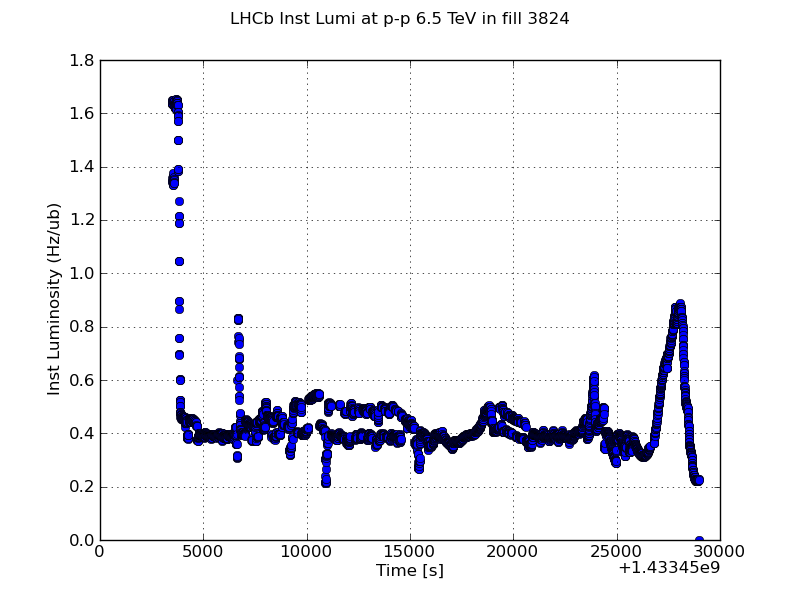 LHCb Inst Lumi at p-p 6.5 TeV in fill 3824
1.8
1.6
1.4
1.2
1.0
0.8
0.6
0.4
0.2
0.0
Inst Luminosity (Hz/ub)
0 5000 10000 15000 20000 25000 30000
Time [s]
+1.43345e9